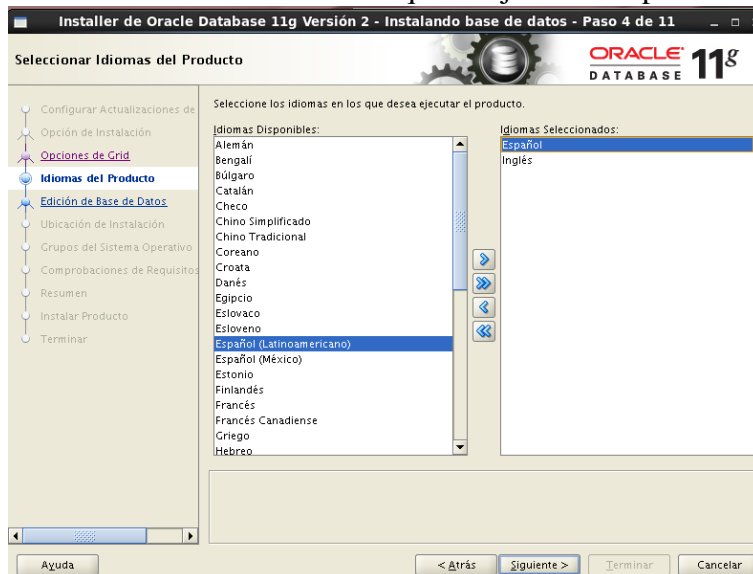 Installer de Oracle Database 11g Versión 2 - Instalando base de datos - Paso 4 de 11
Seleccionar Idiomas del Producto
ORACLE
DATABASE
11g
Configurar Actualizaciones de
Opción de Instalación
Opciones de Grid
Idiomas del Producto
Edición de Base de Datos
Ubicación de Instalación
Grupos del Sistema Operativo
Comprobaciones de Requisitos
Resumen
Instalar Producto
Terminar
Seleccione los idiomas en los que desea ejecutar el producto.
Idiomas Disponibles:
Alemán
Bengalí
Búlgaro
Catalán
Checo
Chino Simplificado
Chino Tradicional
Coreano
Croata
Danés
Egipcio
Eslovaco
Esloveno
Español (Latinoamericano)
Español (México)
Estonio
Finlandés
Francés
Francés Canadiense
Griego
Hebreo
Idiomas Seleccionados:
Español
Inglés
Ayuda
< Atrás
Siguiente >
Terminar
Cancelar